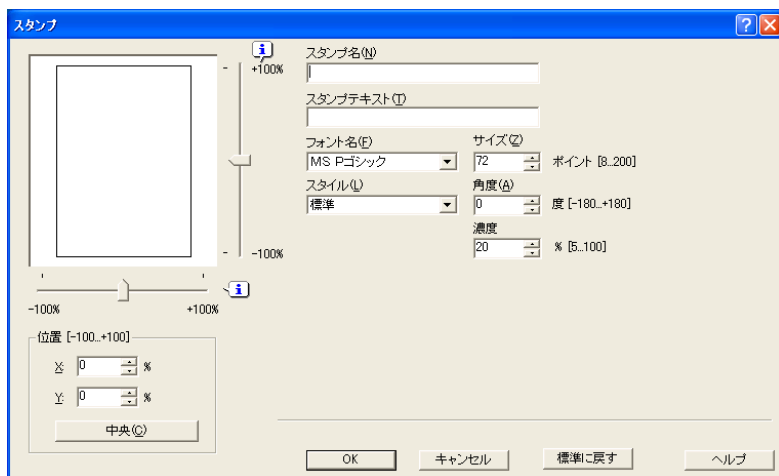 スタンプ
+100%
-100%
-100%
+100%
位置 [-100...+100]
X: 0 %
Y: 0 %
中央(C)
スタンプ名(N)
スタンプテキスト(T)
フォント名(F)
MS Pゴシック
サイズ(Z)
72 ポイント [8...200]
スタイル(L)
標準
角度(A)
0 度 [-180...+180]
濃度
20 % [5...100]
OK
キャンセル
標準に戻す
ヘルプ